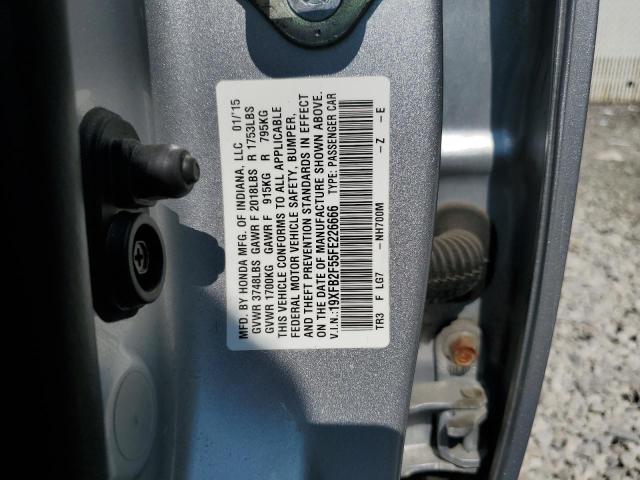 MFD. BY HONDA MFG. OF INDIANA, LLC 01/15
GVWR 3748LBS GAWR F 2018LBS R 1753LBS
GVWR 1700KG GAWR F 915KG R 795KG
THIS VEHICLE CONFORMS TO ALL APPLICABLE
FEDERAL MOTOR VEHICLE SAFETY, BUMPER,
AND THEFT PREVENTION STANDARDS IN EFFECT
ON THE DATE OF MANUFACTURE SHOWN ABOVE.
V.I.N.:19XFB2F55FE226666 TYPE: PASSENGER CAR
TR3 F LG7 -NH700M -Z -E